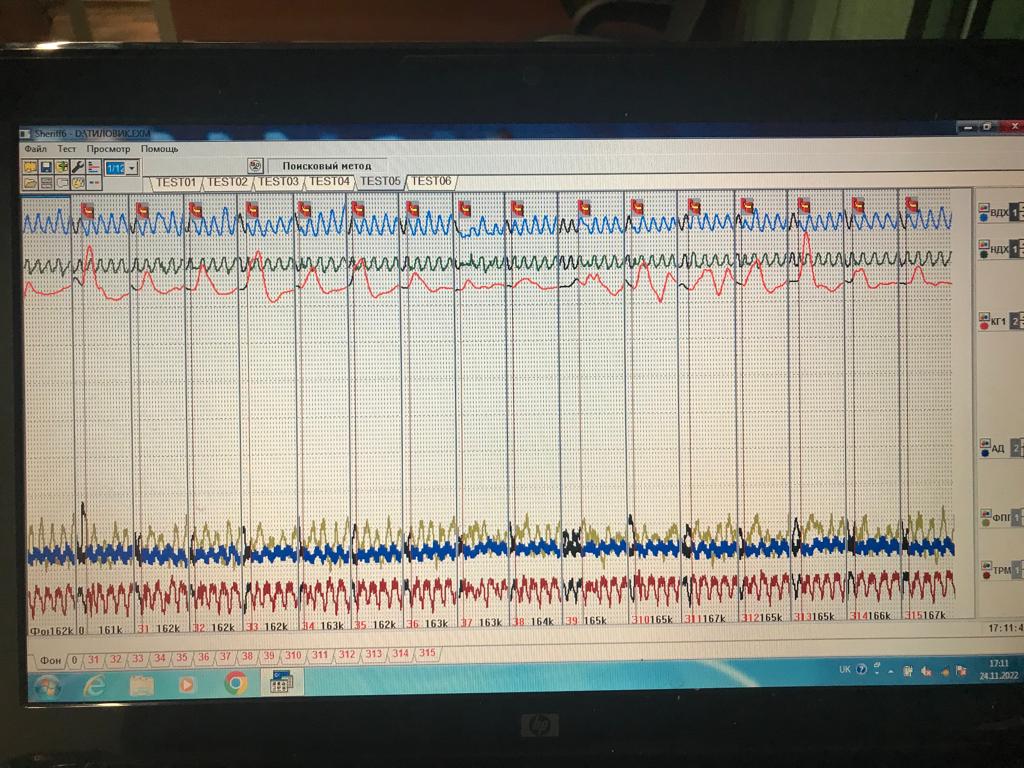 Sheriff6 - D:\ТИЛОВИК.EXM
Файл Тест Просмотр Помощь
1/12 Поисковый метод
TEST01 TEST02 TEST03 TEST04 TEST05 TEST06
ВДХ 1
НДХ 1
КГ1 2
АД 2
ФПГ 1
ТРМ 1
162k 0 161k 31 162k 32 162k 33 162k 34 163k 35 162k 36 163k 37 163k 38 164k 39 165k 310 165k 311 167k 312 165k 313 165k 314 166k 315 167k
17:11:4
Фон 0 31 32 33 34 35 36 37 38 39 310 311 312 313 314 315
UK 17:11
24.11.2022
hp